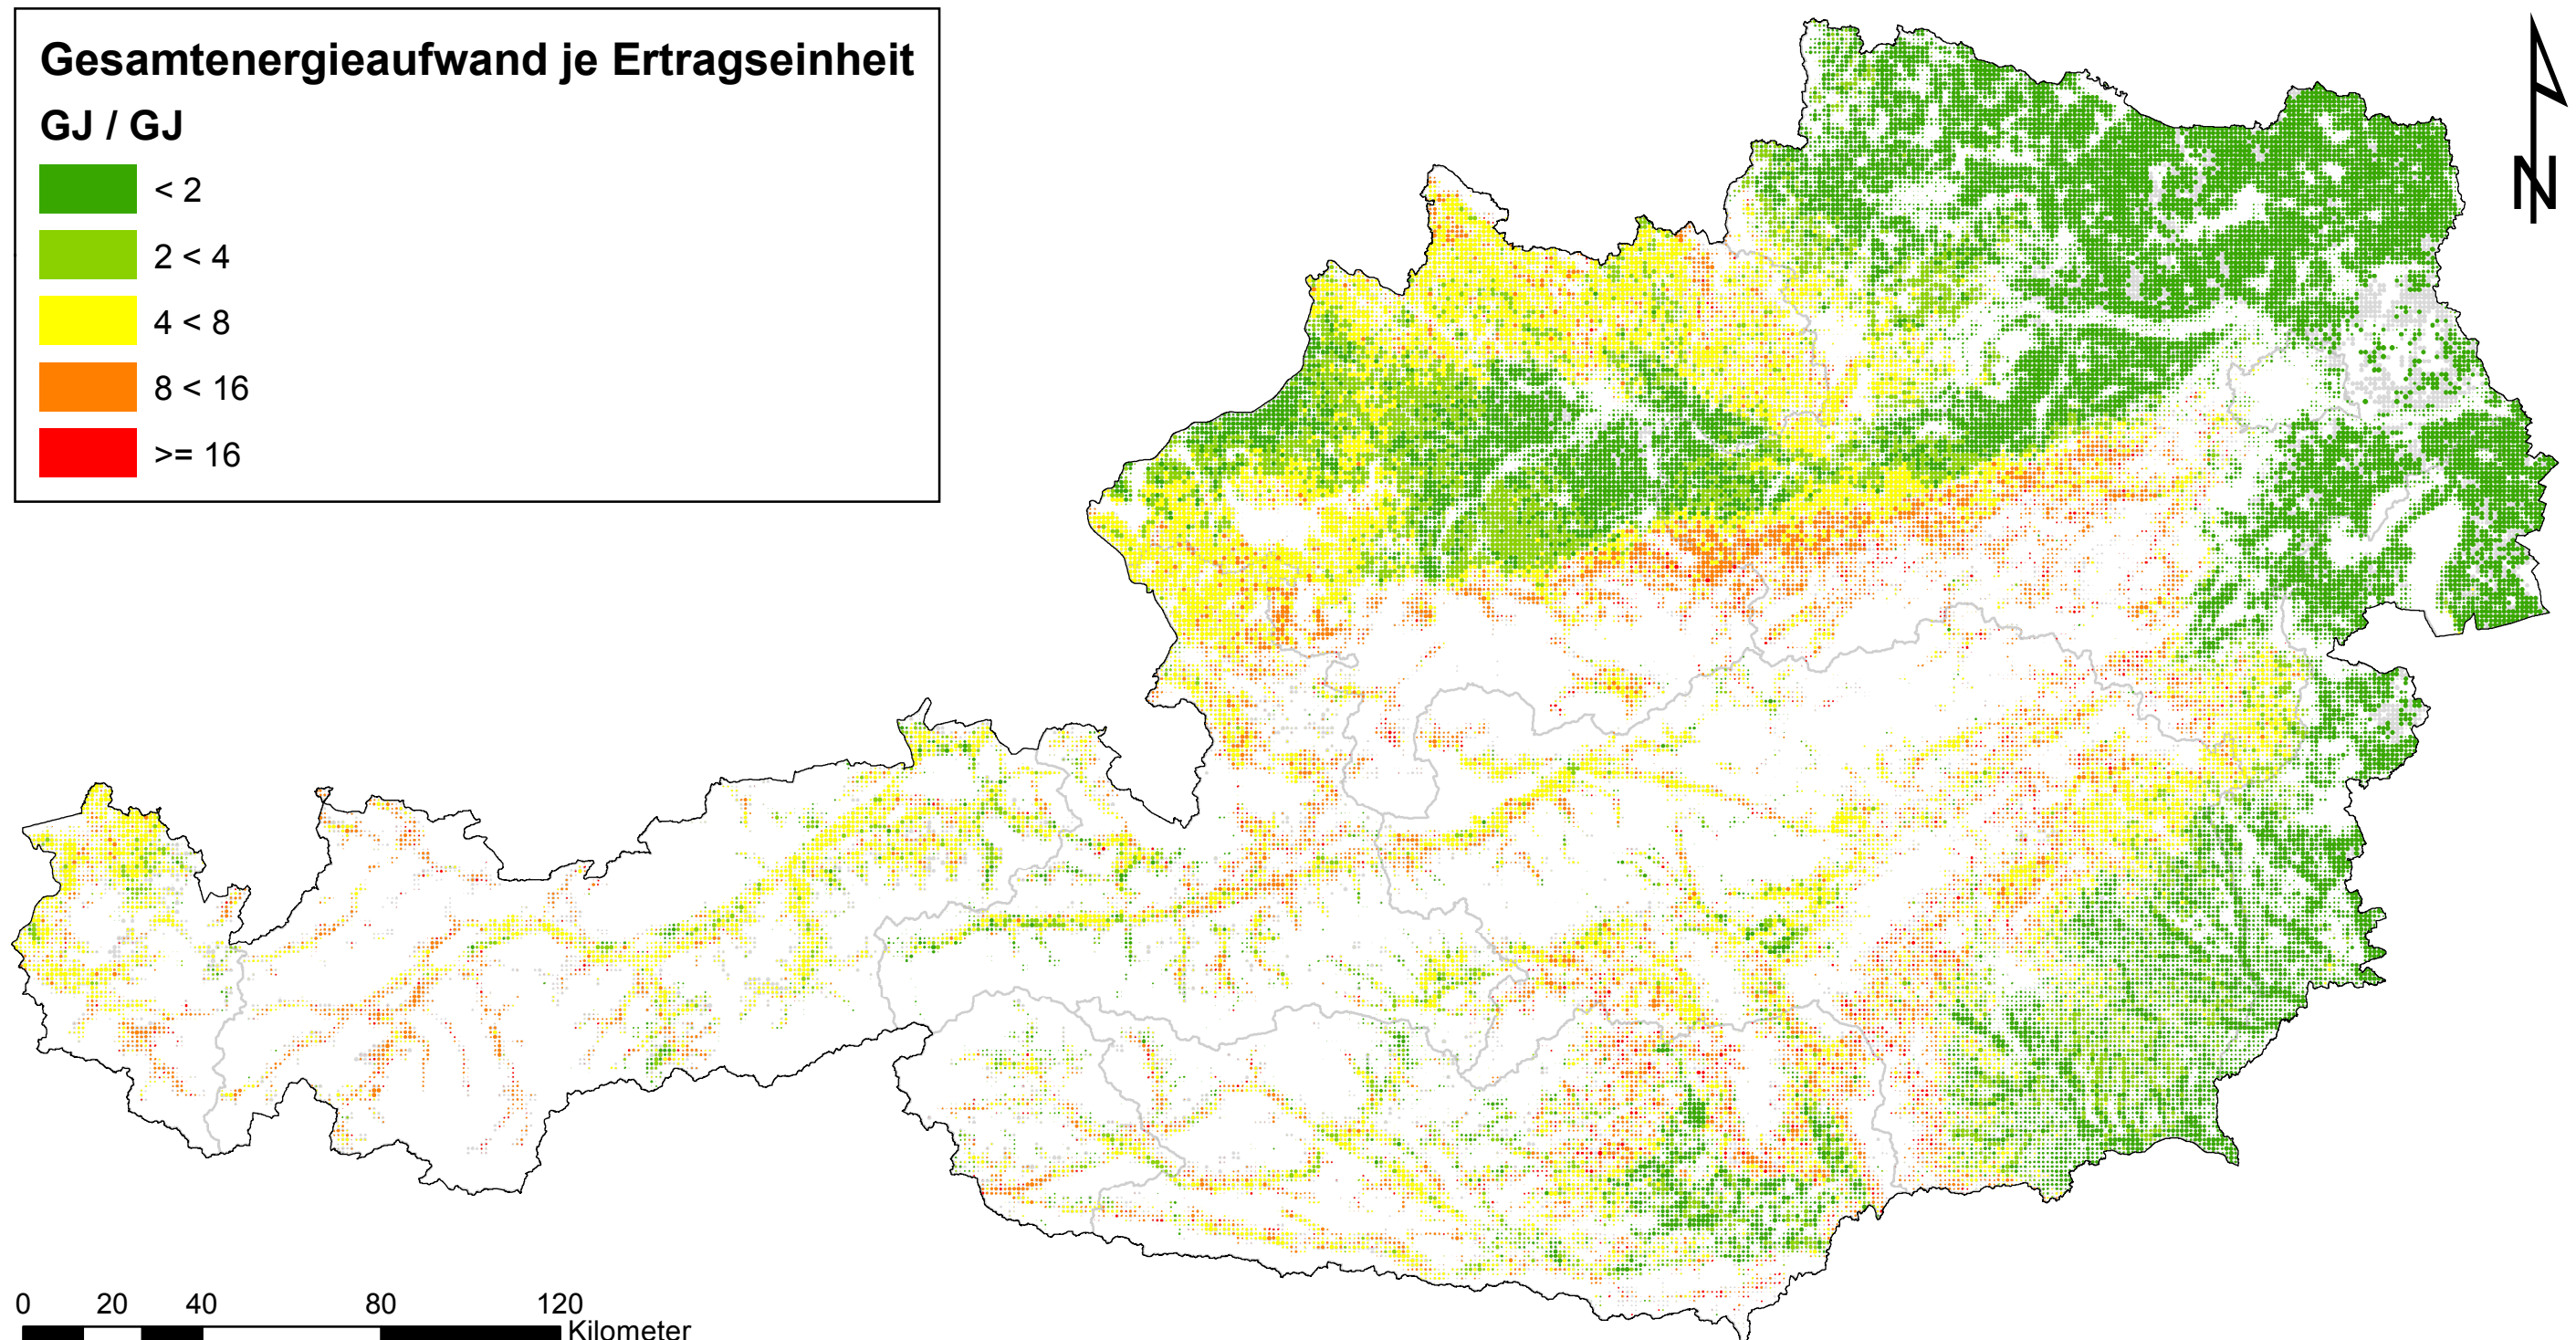 Gesamtenergieaufwand je Ertragseinheit
GJ / GJ
< 2
2 < 4
4 < 8
8 < 16
>= 16
N
0 20 40 80 120
Kilometer